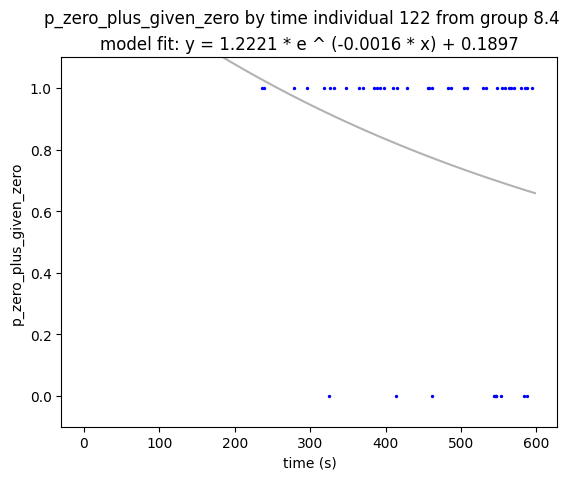 p_zero_plus_given_zero by time individual 122 from group 8.4
model fit: y = 1.2221 * e ^ (-0.0016 * x) + 0.1897
1.0
0.8
0.6
0.4
0.2
0.0
p_zero_plus_given_zero
0 100 200 300 400 500 600
time (s)